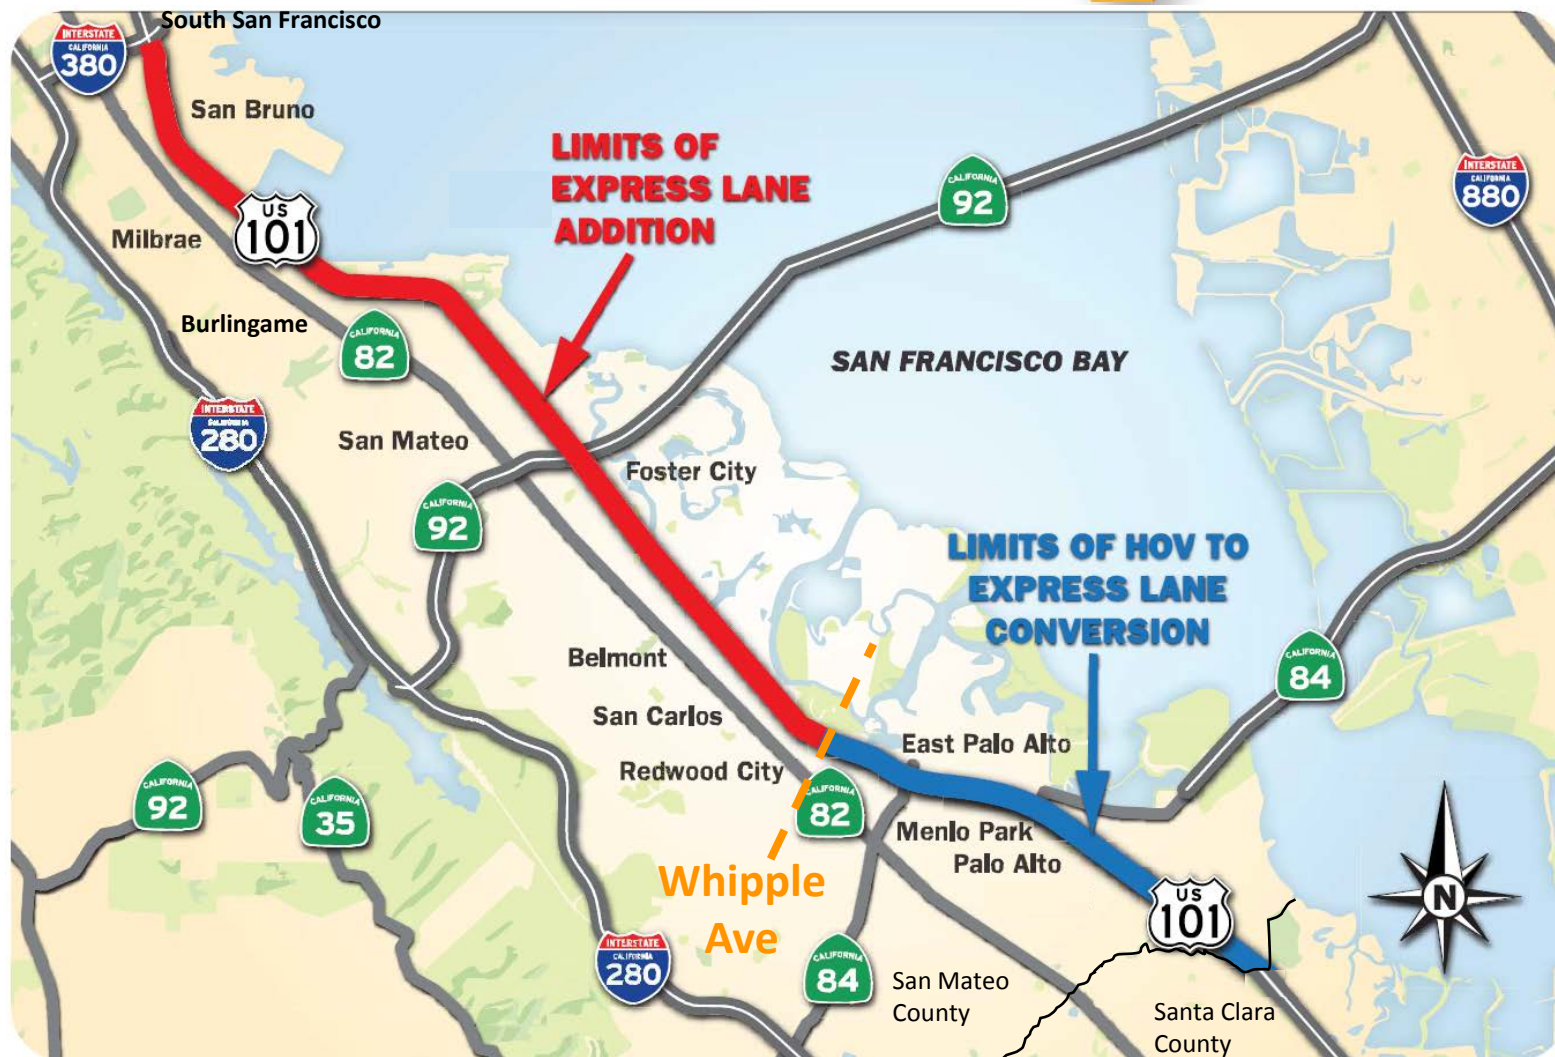 South San Francisco
INTERSTATE
CALIFORNIA
380
San Bruno
LIMITS OF
EXPRESS LANE
ADDITION
CALIFORNIA
92
INTERSTATE
CALIFORNIA
880
US
101
Milbrae
Burlingame
CALIFORNIA
82
SAN FRANCISCO BAY
INTERSTATE
CALIFORNIA
280
San Mateo
Foster City
CALIFORNIA
92
LIMITS OF HOV TO
EXPRESS LANE
CONVERSION
Belmont
CALIFORNIA
84
San Carlos
East Palo Alto
Redwood City
CALIFORNIA
92
CALIFORNIA
35
CALIFORNIA
82
Menlo Park
Palo Alto
Whipple
Ave
US
101
N
INTERSTATE
CALIFORNIA
280
CALIFORNIA
84
San Mateo
County
Santa Clara
County